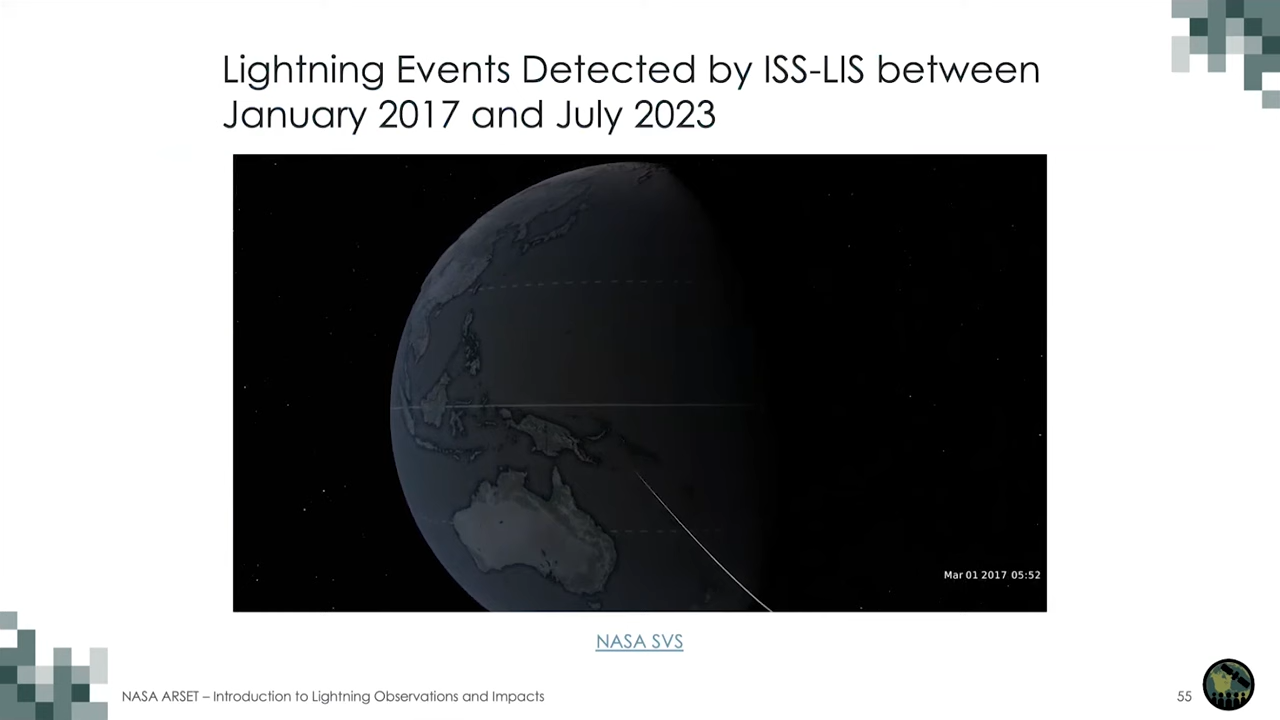 Lightning Events Detected by ISS-LIS between
January 2017 and July 2023
Mar 01 2017 05:52
NASA SVS
NASA ARSET – Introduction to Lightning Observations and Impacts
55